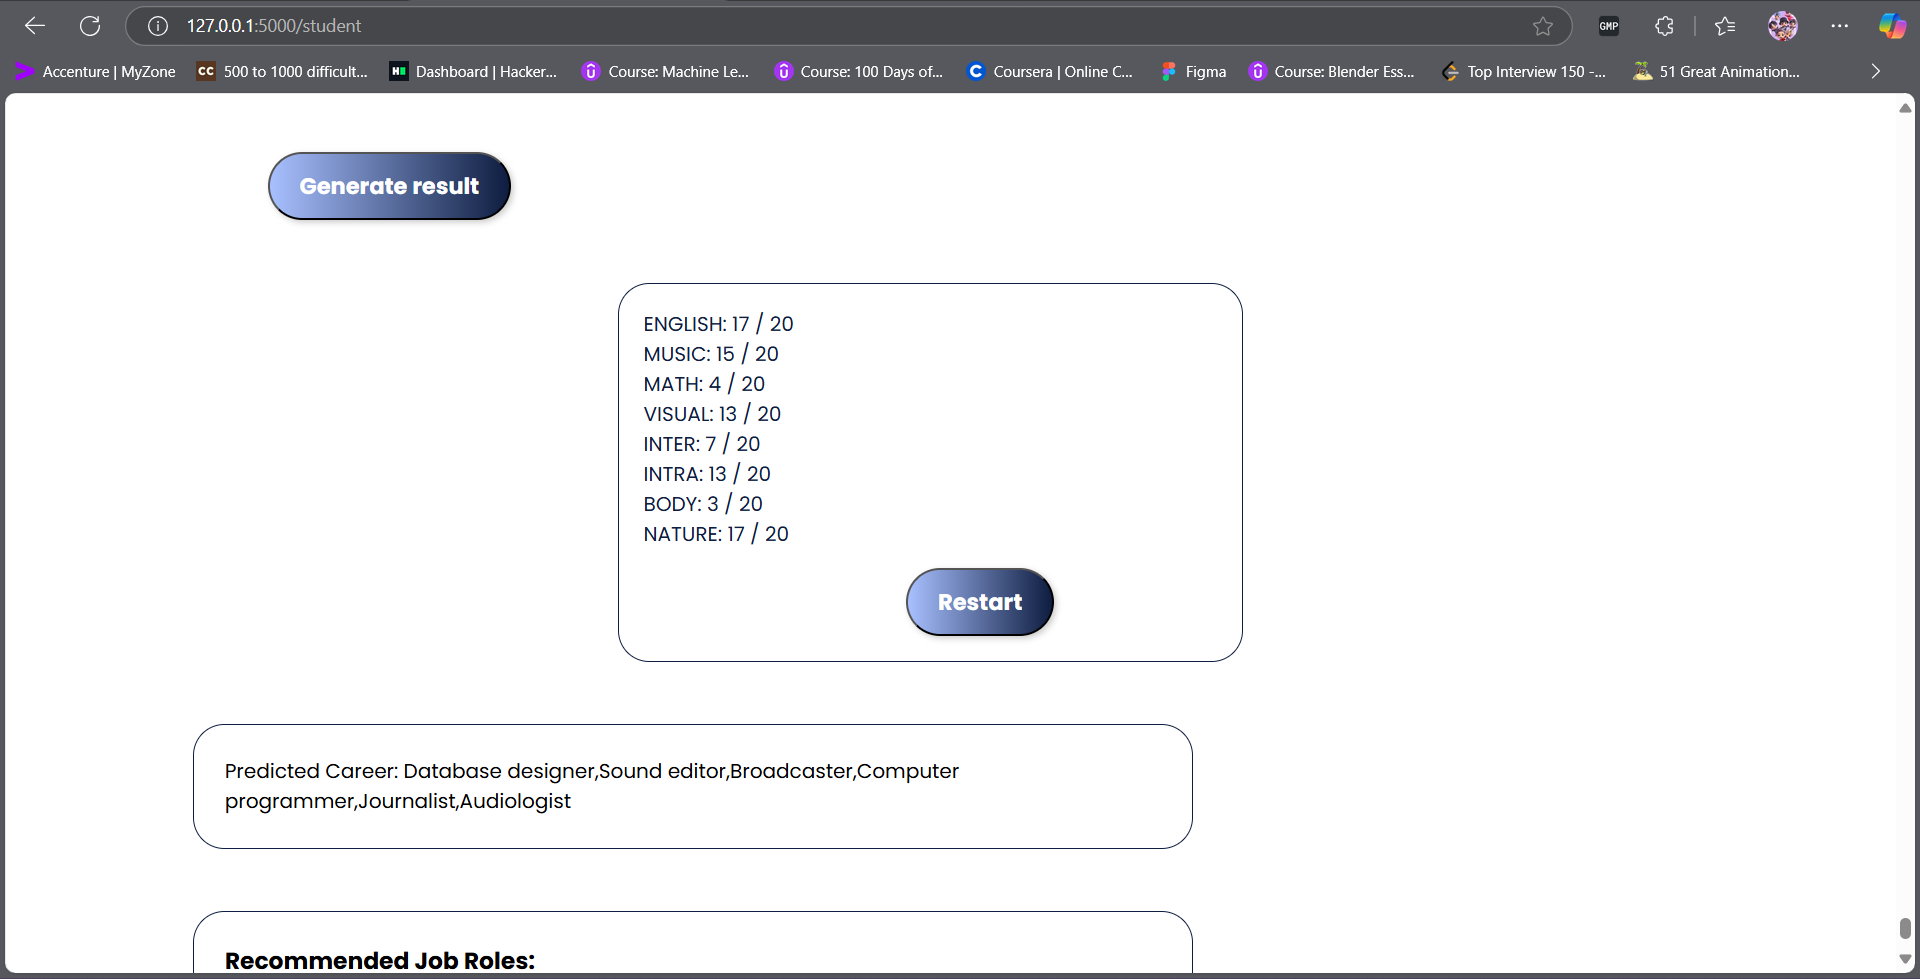 127.0.0.1:5000/student
GMP
Accenture | MyZone
CC 500 to 1000 difficult...
H Dashboard | Hacker...
Course: Machine Le...
Course: 100 Days of...
C Coursera | Online C...
Figma
Course: Blender Ess...
Top Interview 150 -...
51 Great Animation...
Generate result
ENGLISH: 17 / 20
MUSIC: 15 / 20
MATH: 4 / 20
VISUAL: 13 / 20
INTER: 7 / 20
INTRA: 13 / 20
BODY: 3 / 20
NATURE: 17 / 20
Restart
Predicted Career: Database designer,Sound editor,Broadcaster,Computer
programmer,Journalist,Audiologist
Recommended Job Roles: